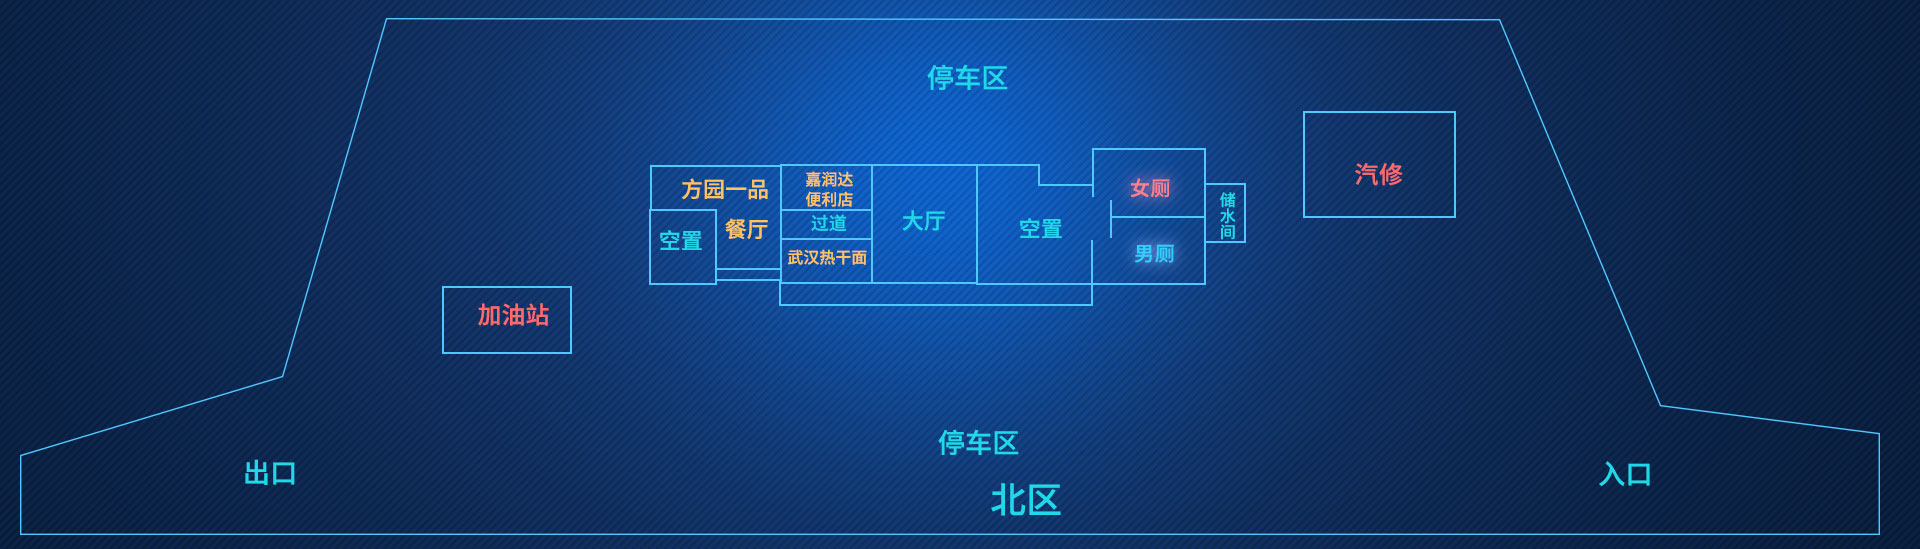 停车区
汽修
方园一品
餐厅
空置
嘉润达
便利店
过道
武汉热干面
大厅
空置
女厕
男厕
储水间
加油站
停车区
北区
出口
入口